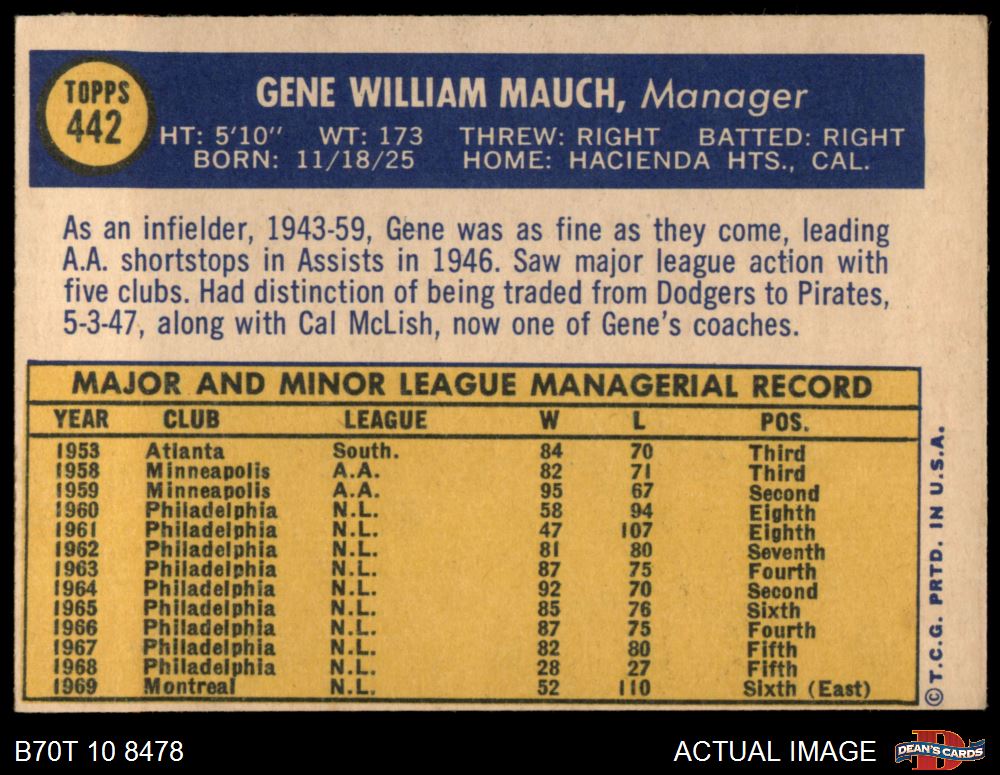 TOPPS
442
GENE WILLIAM MAUCH, Manager
HT: 5'10" WT: 173 THREW: RIGHT BATTED: RIGHT
BORN: 11/18/25 HOME: HACIENDA HTS., CAL.
As an infielder, 1943-59, Gene was as fine as they come, leading
A.A. shortstops in Assists in 1946. Saw major league action with
five clubs. Had distinction of being traded from Dodgers to Pirates,
5-3-47, along with Cal McLish, now one of Gene's coaches.
MAJOR AND MINOR LEAGUE MANAGERIAL RECORD
YEAR CLUB LEAGUE W L POS.
1953 Atlanta South. 84 70 Third
1958 Minneapolis A.A. 82 71 Third
1959 Minneapolis A.A. 95 67 Second
1960 Philadelphia N.L. 58 94 Eighth
1961 Philadelphia N.L. 47 107 Eighth
1962 Philadelphia N.L. 81 80 Seventh
1963 Philadelphia N.L. 87 75 Fourth
1964 Philadelphia N.L. 92 70 Second
1965 Philadelphia N.L. 85 76 Sixth
1966 Philadelphia N.L. 87 75 Fourth
1967 Philadelphia N.L. 82 80 Fifth
1968 Philadelphia N.L. 28 27 Fifth
1969 Montreal N.L. 52 110 Sixth (East)
© T.C.G. PRTD. IN U.S.A.
B70T 10 8478
ACTUAL IMAGE
DEAN'S CARDS